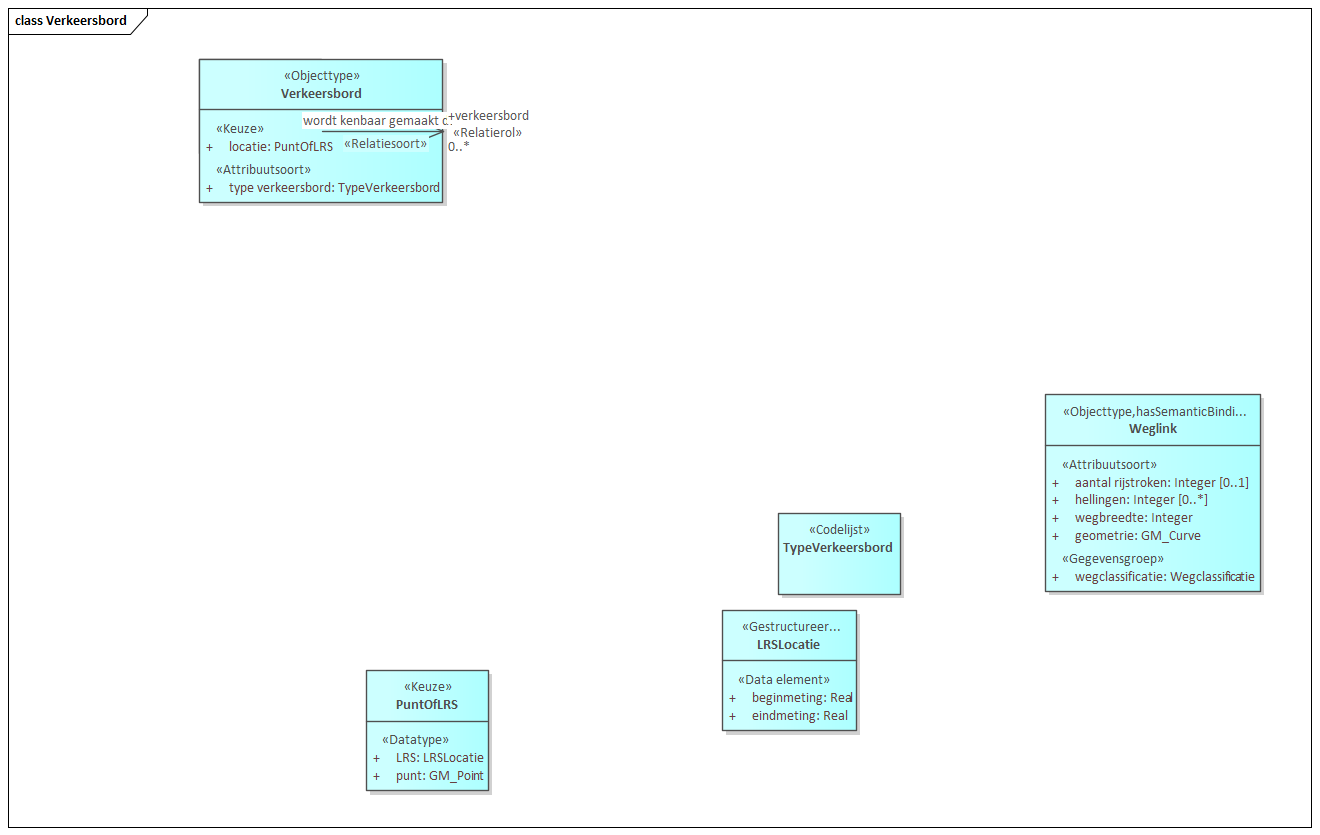 class Verkeersbord
«Objecttype»
Verkeersbord
«Keuze»
+ locatie: PuntOfLRS
«Attribuutsoort»
+ type verkeersbord: TypeVerkeersbord
wordt kenbaar gemaakt
«Relatiesoort»
+verkeersbord
«Relatierol»
0..*
«Objecttype,hasSemanticBindi...
Weglink
«Attribuutsoort»
+ aantal rijstroken: Integer [0..1]
+ hellingen: Integer [0..*]
+ wegbreedte: Integer
+ geometrie: GM_Curve
«Gegevensgroep»
+ wegclassificatie: Wegclassificatie
«Codelijst»
TypeVerkeersbord
«Gestructureer...
LRSLocatie
«Data element»
+ beginmeting: Real
+ eindmeting: Real
«Keuze»
PuntOfLRS
«Datatype»
+ LRS: LRSLocatie
+ punt: GM_Point